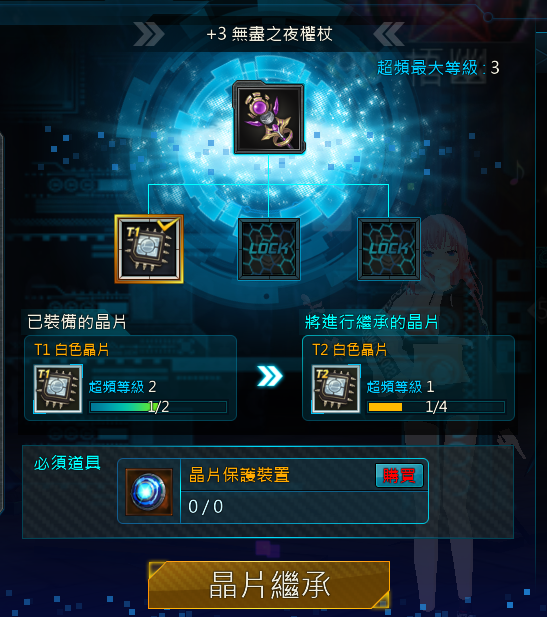 +3 無盡之夜權杖
超頻最大等級 : 3
T1
LOCK
LOCK
已裝備的晶片
將進行繼承的晶片
T1 白色晶片
T2 白色晶片
T1
超頻等級 2
1/2
T2
超頻等級 1
1/4
必須道具
晶片保護裝置
購買
0 / 0
晶片繼承